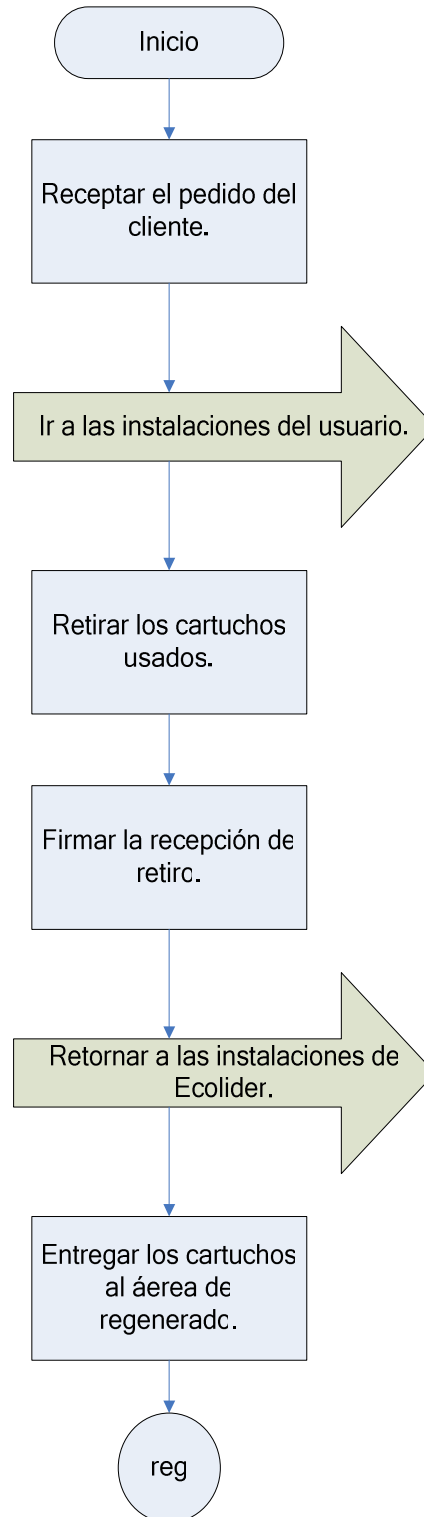 Inicio
Receptar el pedido del
cliente.
Ir a las instalaciones del usuario.
Retirar los cartuchos
usados.
Firmar la recepción de
retiro.
Retornar a las instalaciones de
Ecolider.
Entregar los cartuchos
al áerea de
regenerado.
reg